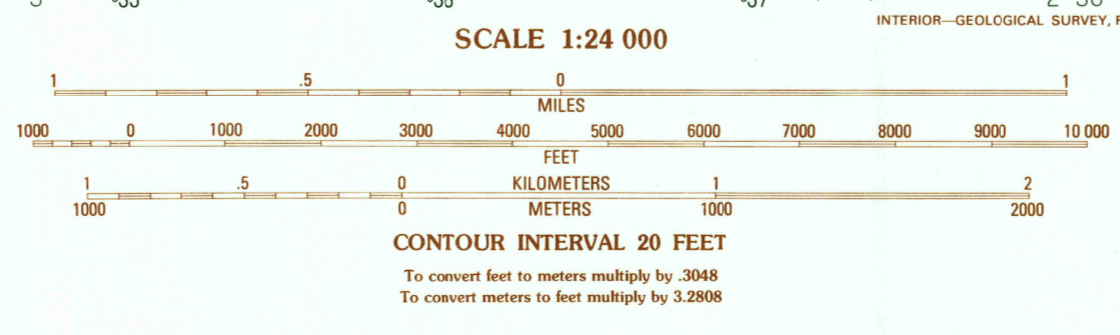 INTERIOR—GEOLOGICAL SURVEY,
SCALE 1:24 000
1 .5 0 1
MILES
1000 0 1000 2000 3000 4000 5000 6000 7000 8000 9000 10 000
FEET
1 .5 0 KILOMETERS 1 2
1000 0 METERS 1000 2000
CONTOUR INTERVAL 20 FEET
To convert feet to meters multiply by .3048
To convert meters to feet multiply by 3.2808